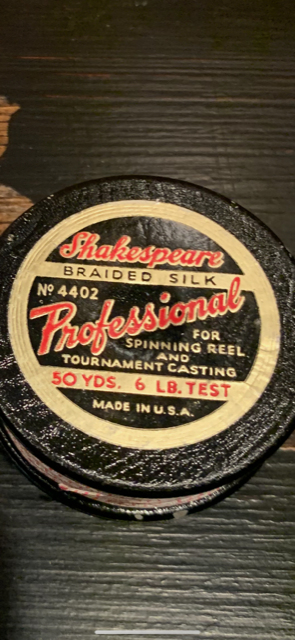 Shakespeare
BRAIDED SILK
Nº 4402
Professional
FOR
SPINNING REEL
AND
TOURNAMENT CASTING
50 YDS. 6 LB. TEST
MADE IN U.S.A.